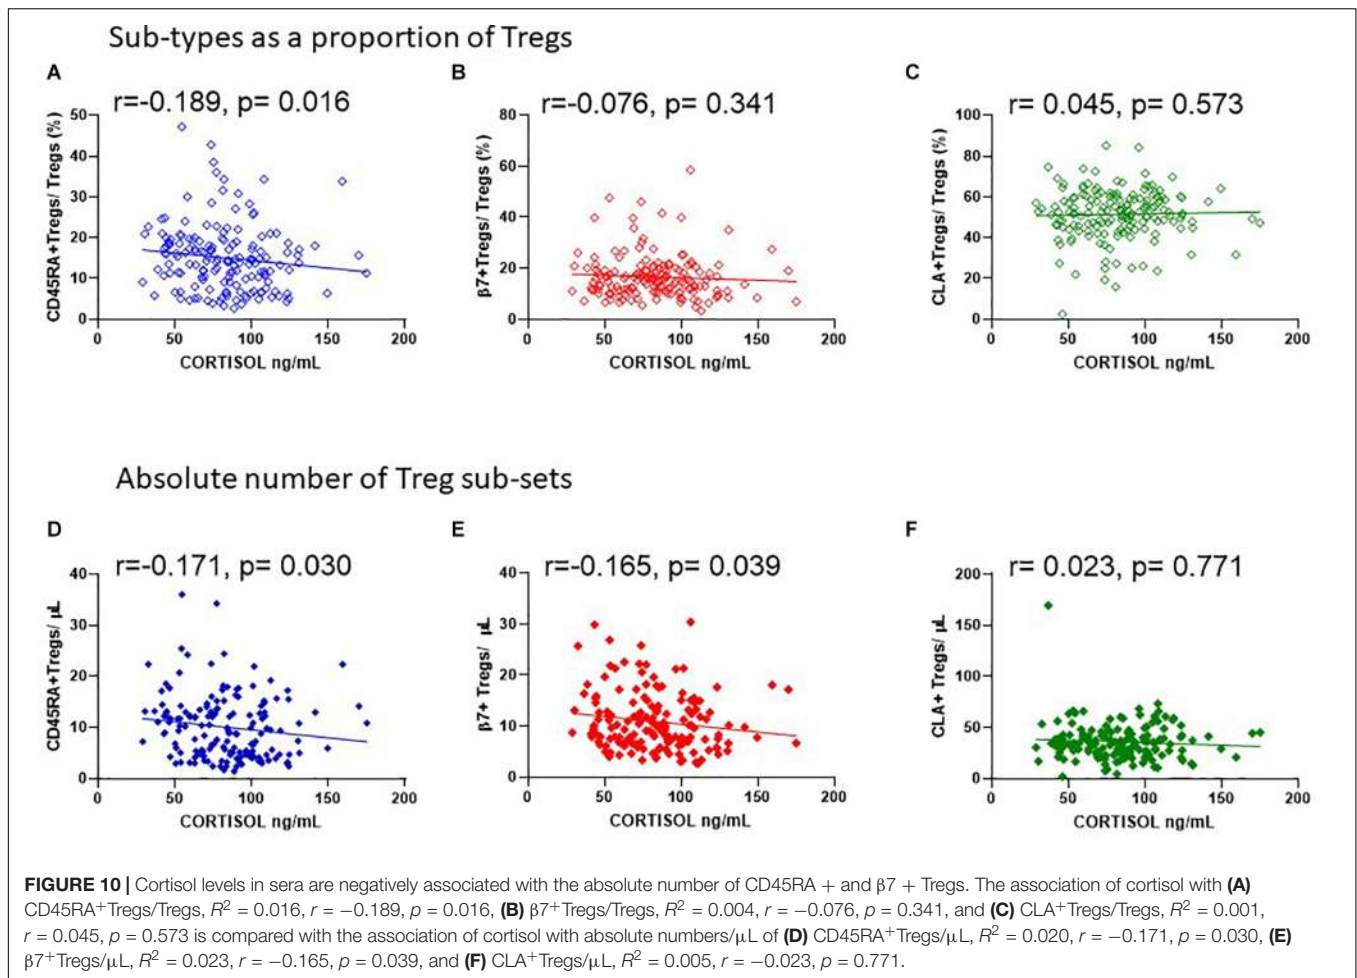 Sub-types as a proportion of Tregs
A
r=-0.189, p= 0.016
CD45RA+Tregs/ Tregs (%)
50
40
30
20
10
0
0 50 100 150 200
CORTISOL ng/mL
B
r=-0.076, p= 0.341
β7+Tregs/ Tregs (%)
80
60
40
20
0
0 50 100 150 200
CORTISOL ng/mL
C
r= 0.045, p= 0.573
CLA+Tregs/ Tregs (%)
100
80
60
40
20
0
0 50 100 150 200
CORTISOL ng/mL
Absolute number of Treg sub-sets
D
r=-0.171, p= 0.030
CD45RA+Tregs/ μL
40
30
20
10
0
0 50 100 150 200
CORTISOL ng/mL
E
r=-0.165, p= 0.039
β7+ Tregs/ μL
40
30
20
10
0
0 50 100 150 200
CORTISOL ng/mL
F
r= 0.023, p= 0.771
CLA+ Tregs/ μL
200
150
100
50
0
0 50 100 150 200
CORTISOL ng/mL
FIGURE 10 | Cortisol levels in sera are negatively associated with the absolute number of CD45RA + and β7 + Tregs. The association of cortisol with (A)
CD45RA⁺Tregs/Tregs, R² = 0.016, r = −0.189, p = 0.016, (B) β7⁺Tregs/Tregs, R² = 0.004, r = −0.076, p = 0.341, and (C) CLA⁺Tregs/Tregs, R² = 0.001,
r = 0.045, p = 0.573 is compared with the association of cortisol with absolute numbers/μL of (D) CD45RA⁺Tregs/μL, R² = 0.020, r = −0.171, p = 0.030, (E)
β7⁺Tregs/μL, R² = 0.023, r = −0.165, p = 0.039, and (F) CLA⁺Tregs/μL, R² = 0.005, r = −0.023, p = 0.771.